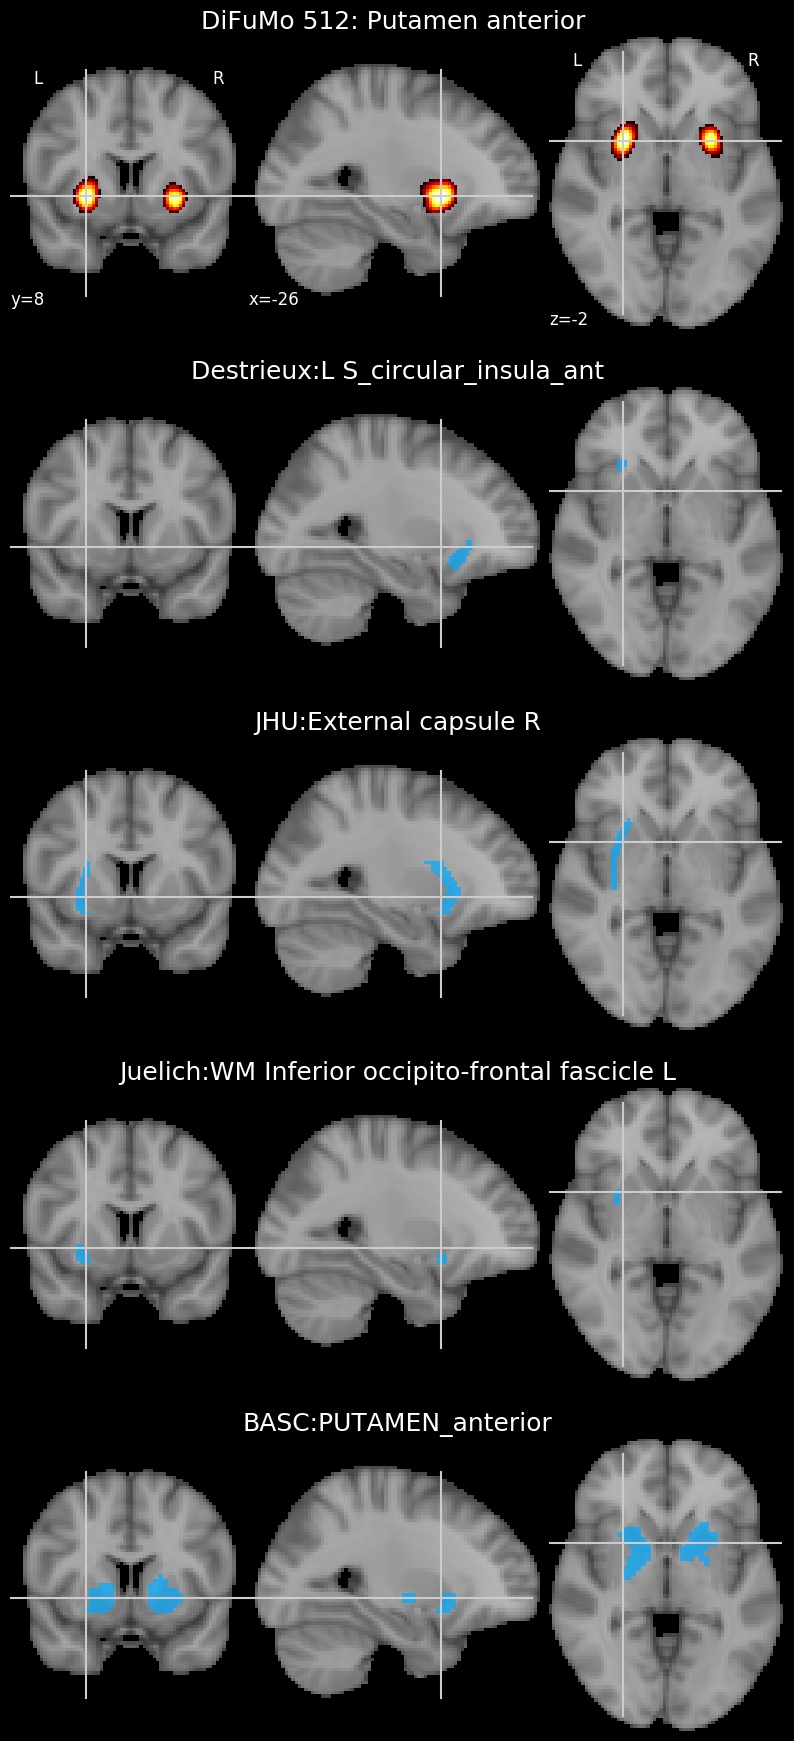 DiFuMo 512: Putamen anterior
L R L R
y=8 x=-26 z=-2
Destrieux:L S_circular_insula_ant
JHU:External capsule R
Juelich:WM Inferior occipito-frontal fascicle L
BASC:PUTAMEN_anterior